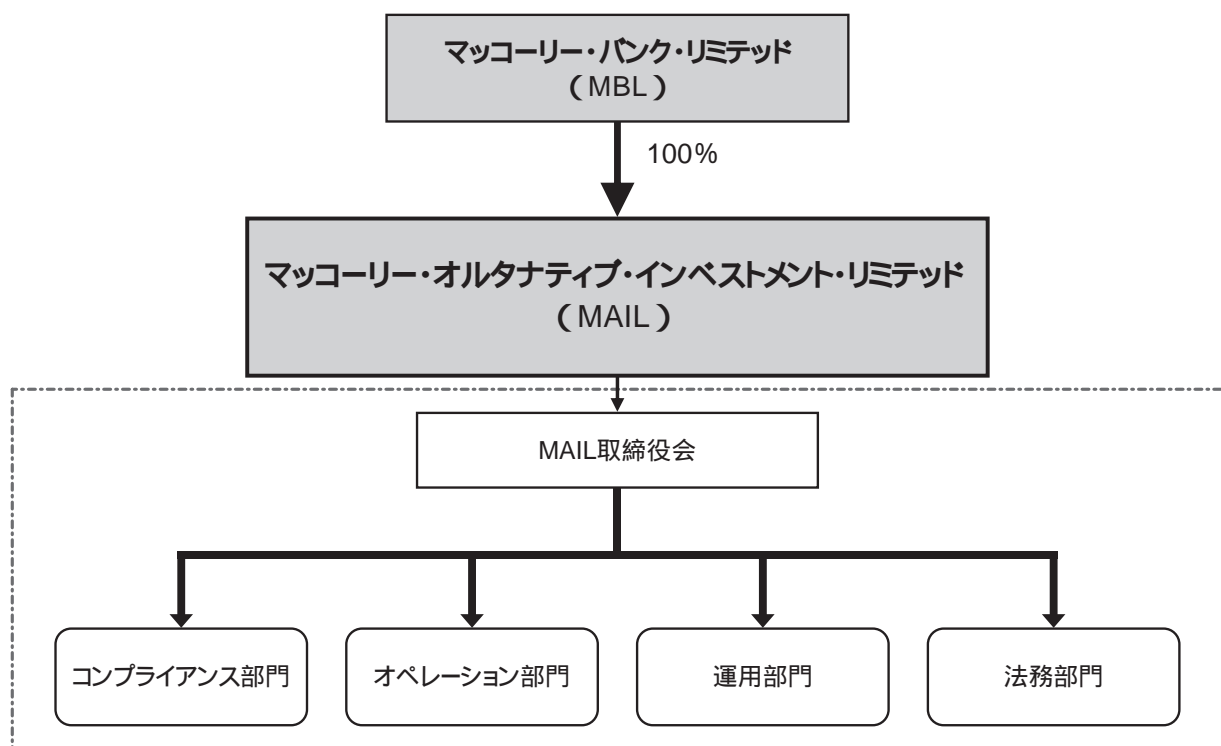 マッコーリー・バンク・リミテッド
(MBL)
100%
マッコーリー・オルタナティブ・インベストメント・リミテッド
(MAIL)
MAIL取締役会
コンプライアンス部門
オペレーション部門
運用部門
法務部門